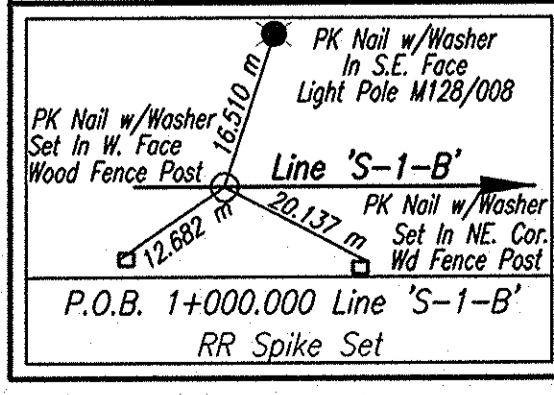 PK Nail w/Washer
In S.E. Face
Light Pole M128/008
16.510 m
PK Nail w/Washer
Set In W. Face
Wood Fence Post
Line 'S-1-B'
12.682 m
20.137 m
PK Nail w/Washer
Set In NE. Cor.
Wd Fence Post
P.O.B. 1+000.000 Line 'S-1-B'
RR Spike Set